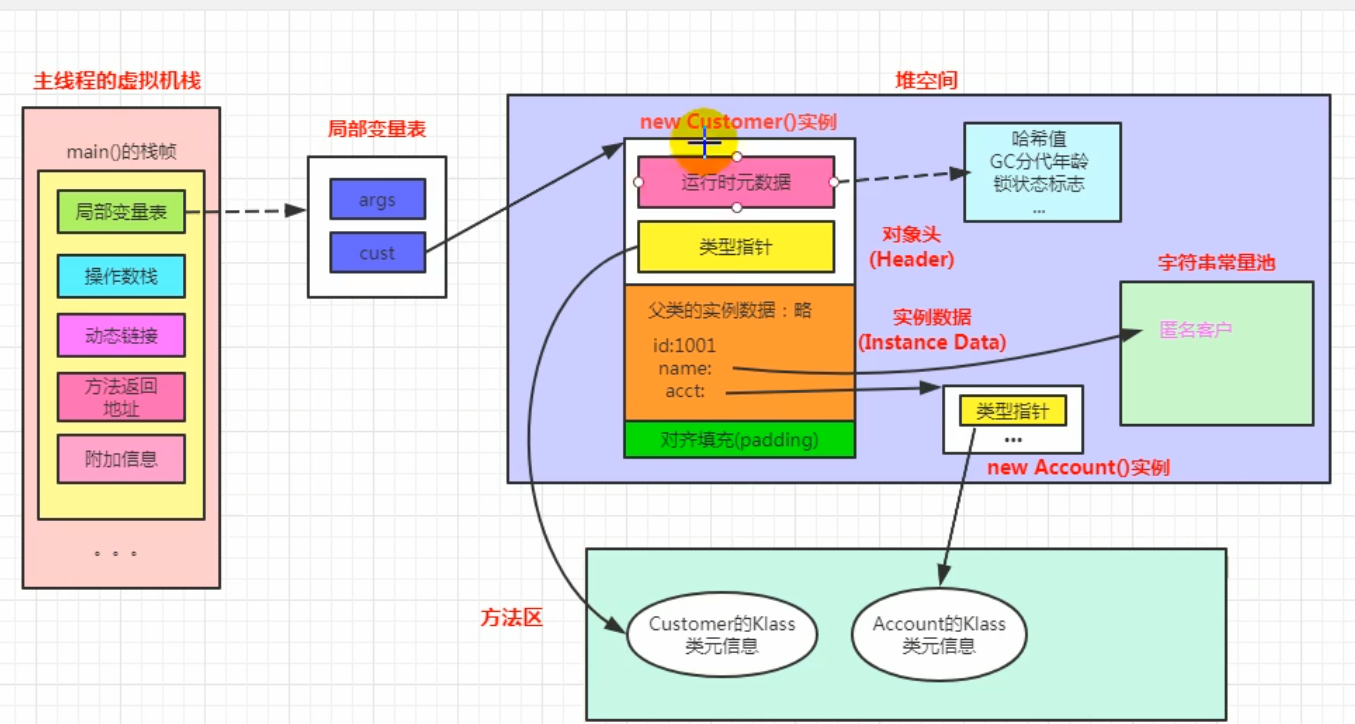 主线程的虚拟机栈
main()的栈帧
局部变量表
操作数栈
动态链接
方法返回
地址
附加信息
。。。
局部变量表
args
cust
堆空间
new Customer()实例
运行时元数据
类型指针
父类的实例数据：略
id:1001
name:
acct:
对齐填充(padding)
哈希值
GC分代年龄
锁状态标志
...
对象头
(Header)
实例数据
(Instance Data)
字符串常量池
匿名客户
类型指针
...
new Account()实例
方法区
Customer的Klass
类元信息
Account的Klass
类元信息